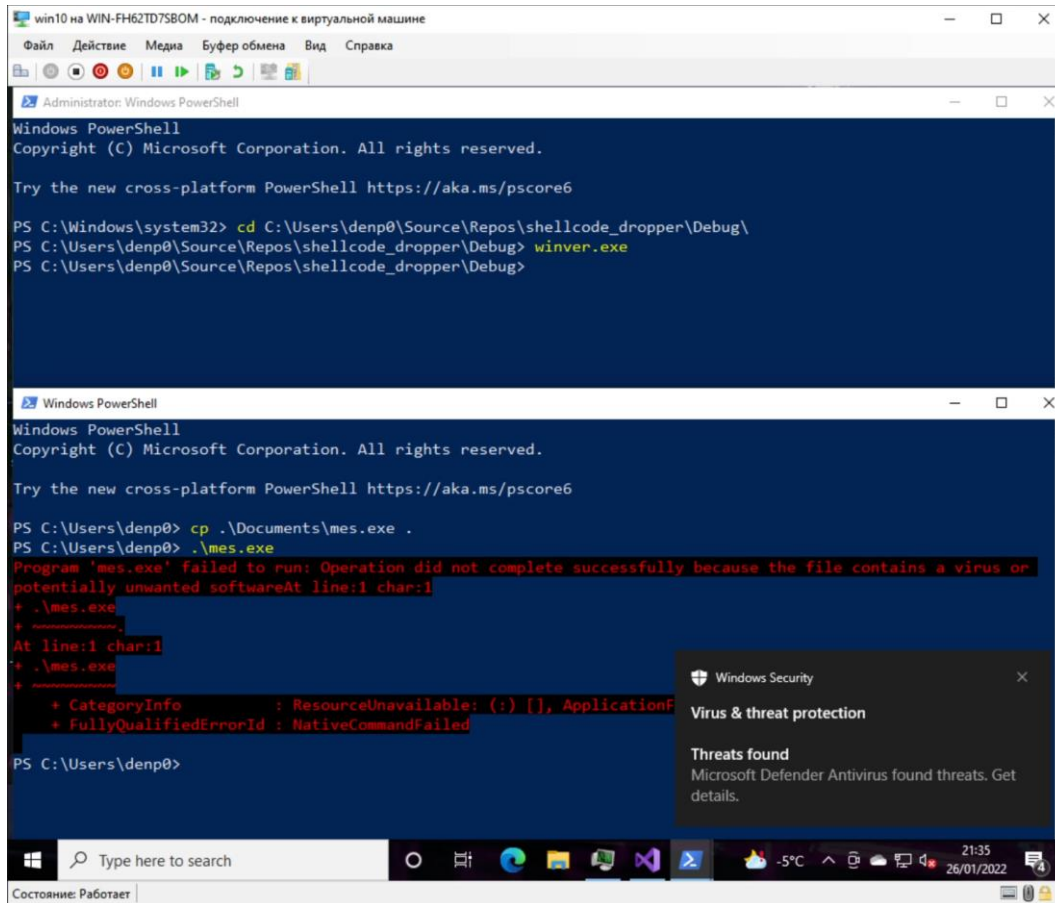 win10 на WIN-FH62TD7SBOM - подключение к виртуальной машине
Файл Действие Медиа Буфер обмена Вид Справка
Administrator: Windows PowerShell
Windows PowerShell
Copyright (C) Microsoft Corporation. All rights reserved.
Try the new cross-platform PowerShell https://aka.ms/pscore6
PS C:\Windows\system32> cd C:\Users\denp0\Source\Repos\shellcode_dropper\Debug\
PS C:\Users\denp0\Source\Repos\shellcode_dropper\Debug> winver.exe
PS C:\Users\denp0\Source\Repos\shellcode_dropper\Debug>
Windows PowerShell
Windows PowerShell
Copyright (C) Microsoft Corporation. All rights reserved.
Try the new cross-platform PowerShell https://aka.ms/pscore6
PS C:\Users\denp0> cp .\Documents\mes.exe .
PS C:\Users\denp0> .\mes.exe
Program 'mes.exe' failed to run: Operation did not complete successfully because the file contains a virus or
potentially unwanted softwareAt line:1 char:1
+ .\mes.exe
+ ~~~~~~~~~.
At line:1 char:1
+ .\mes.exe
+ ~~~~~~~~~
+ CategoryInfo : ResourceUnavailable: (:) [], ApplicationF
+ FullyQualifiedErrorId : NativeCommandFailed
PS C:\Users\denp0>
Windows Security
Virus & threat protection
Threats found
Microsoft Defender Antivirus found threats. Get
details.
Type here to search
-5°C
21:35
26/01/2022
4
Состояние: Работает